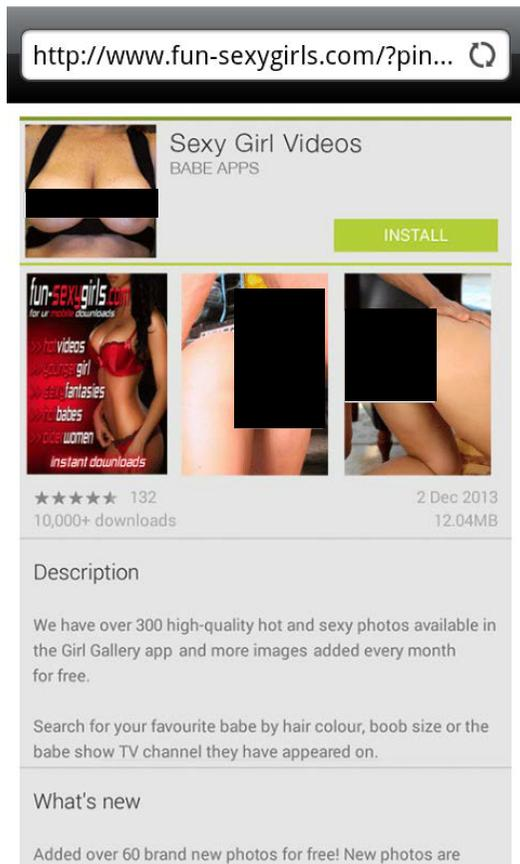 http://www.fun-sexygirls.com/?pin...
Sexy Girl Videos
BABE APPS
INSTALL
fun-sexygirls.com
for ur mobile downloads
>> hot videos
>> younger girl
>> sexy fantasies
>> hot babes
>> older women
instant downloads
132
2 Dec 2013
10,000+ downloads
12.04MB
Description
We have over 300 high-quality hot and sexy photos available in
the Girl Gallery app and more images added every month
for free.
Search for your favourite babe by hair colour, boob size or the
babe show TV channel they have appeared on.
What's new
Added over 60 brand new photos for free! New photos are